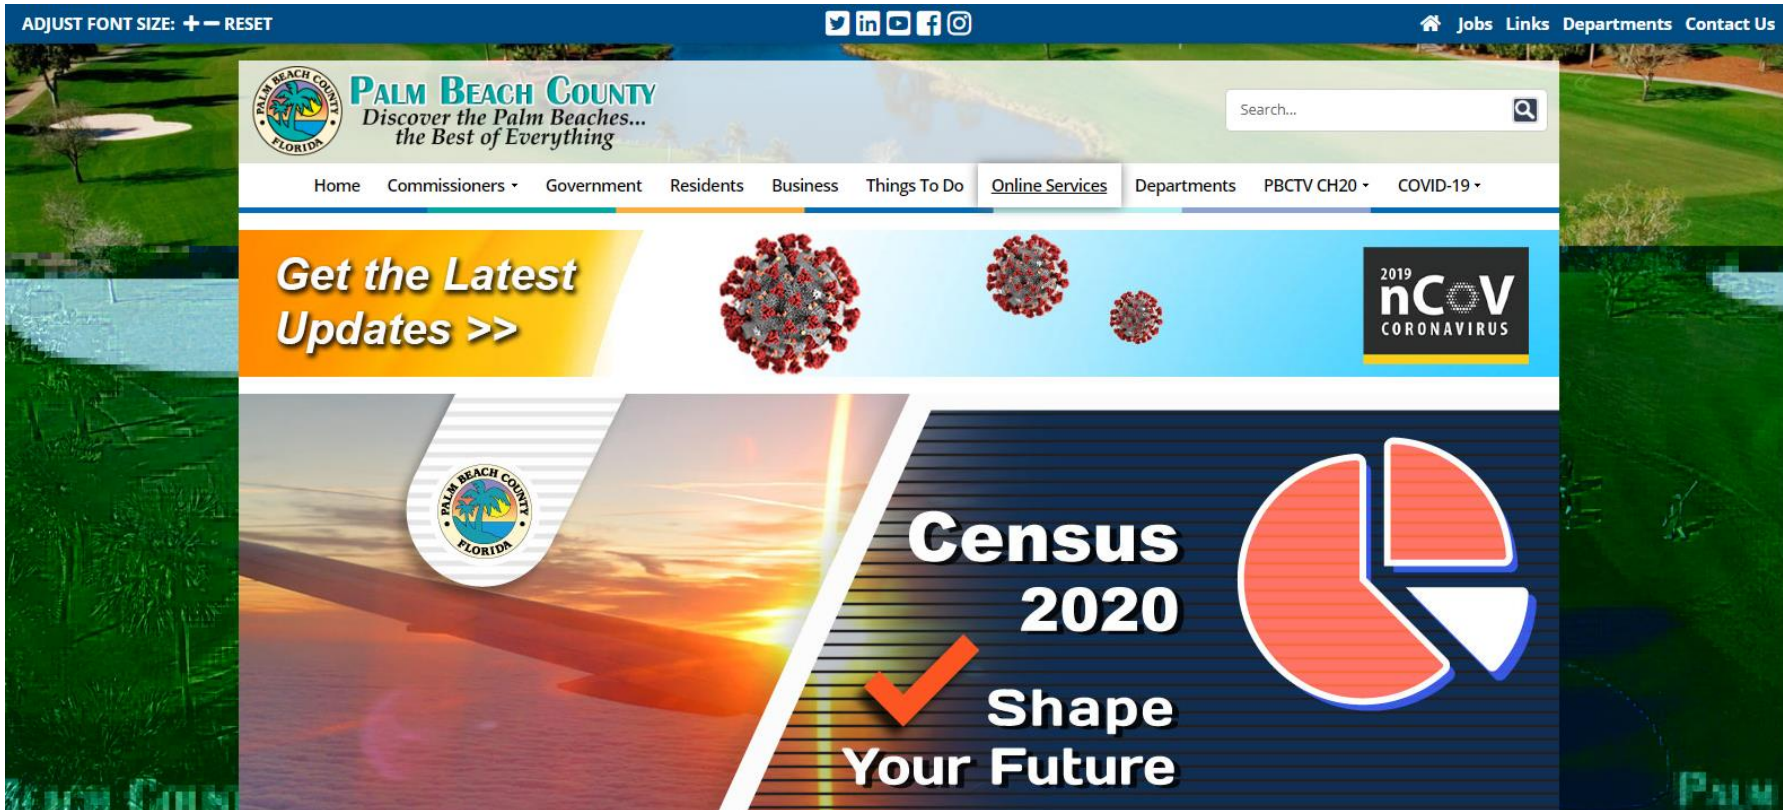 ADJUST FONT SIZE: + − RESET
Jobs Links Departments Contact Us
PALM BEACH COUNTY FLORIDA
PALM BEACH COUNTY
Discover the Palm Beaches...
the Best of Everything
Search...
Home Commissioners Government Residents Business Things To Do Online Services Departments PBCTV CH20 COVID-19
Get the Latest
Updates >>
2019
nCoV
CORONAVIRUS
PALM BEACH COUNTY FLORIDA
Census
2020
Shape
Your Future